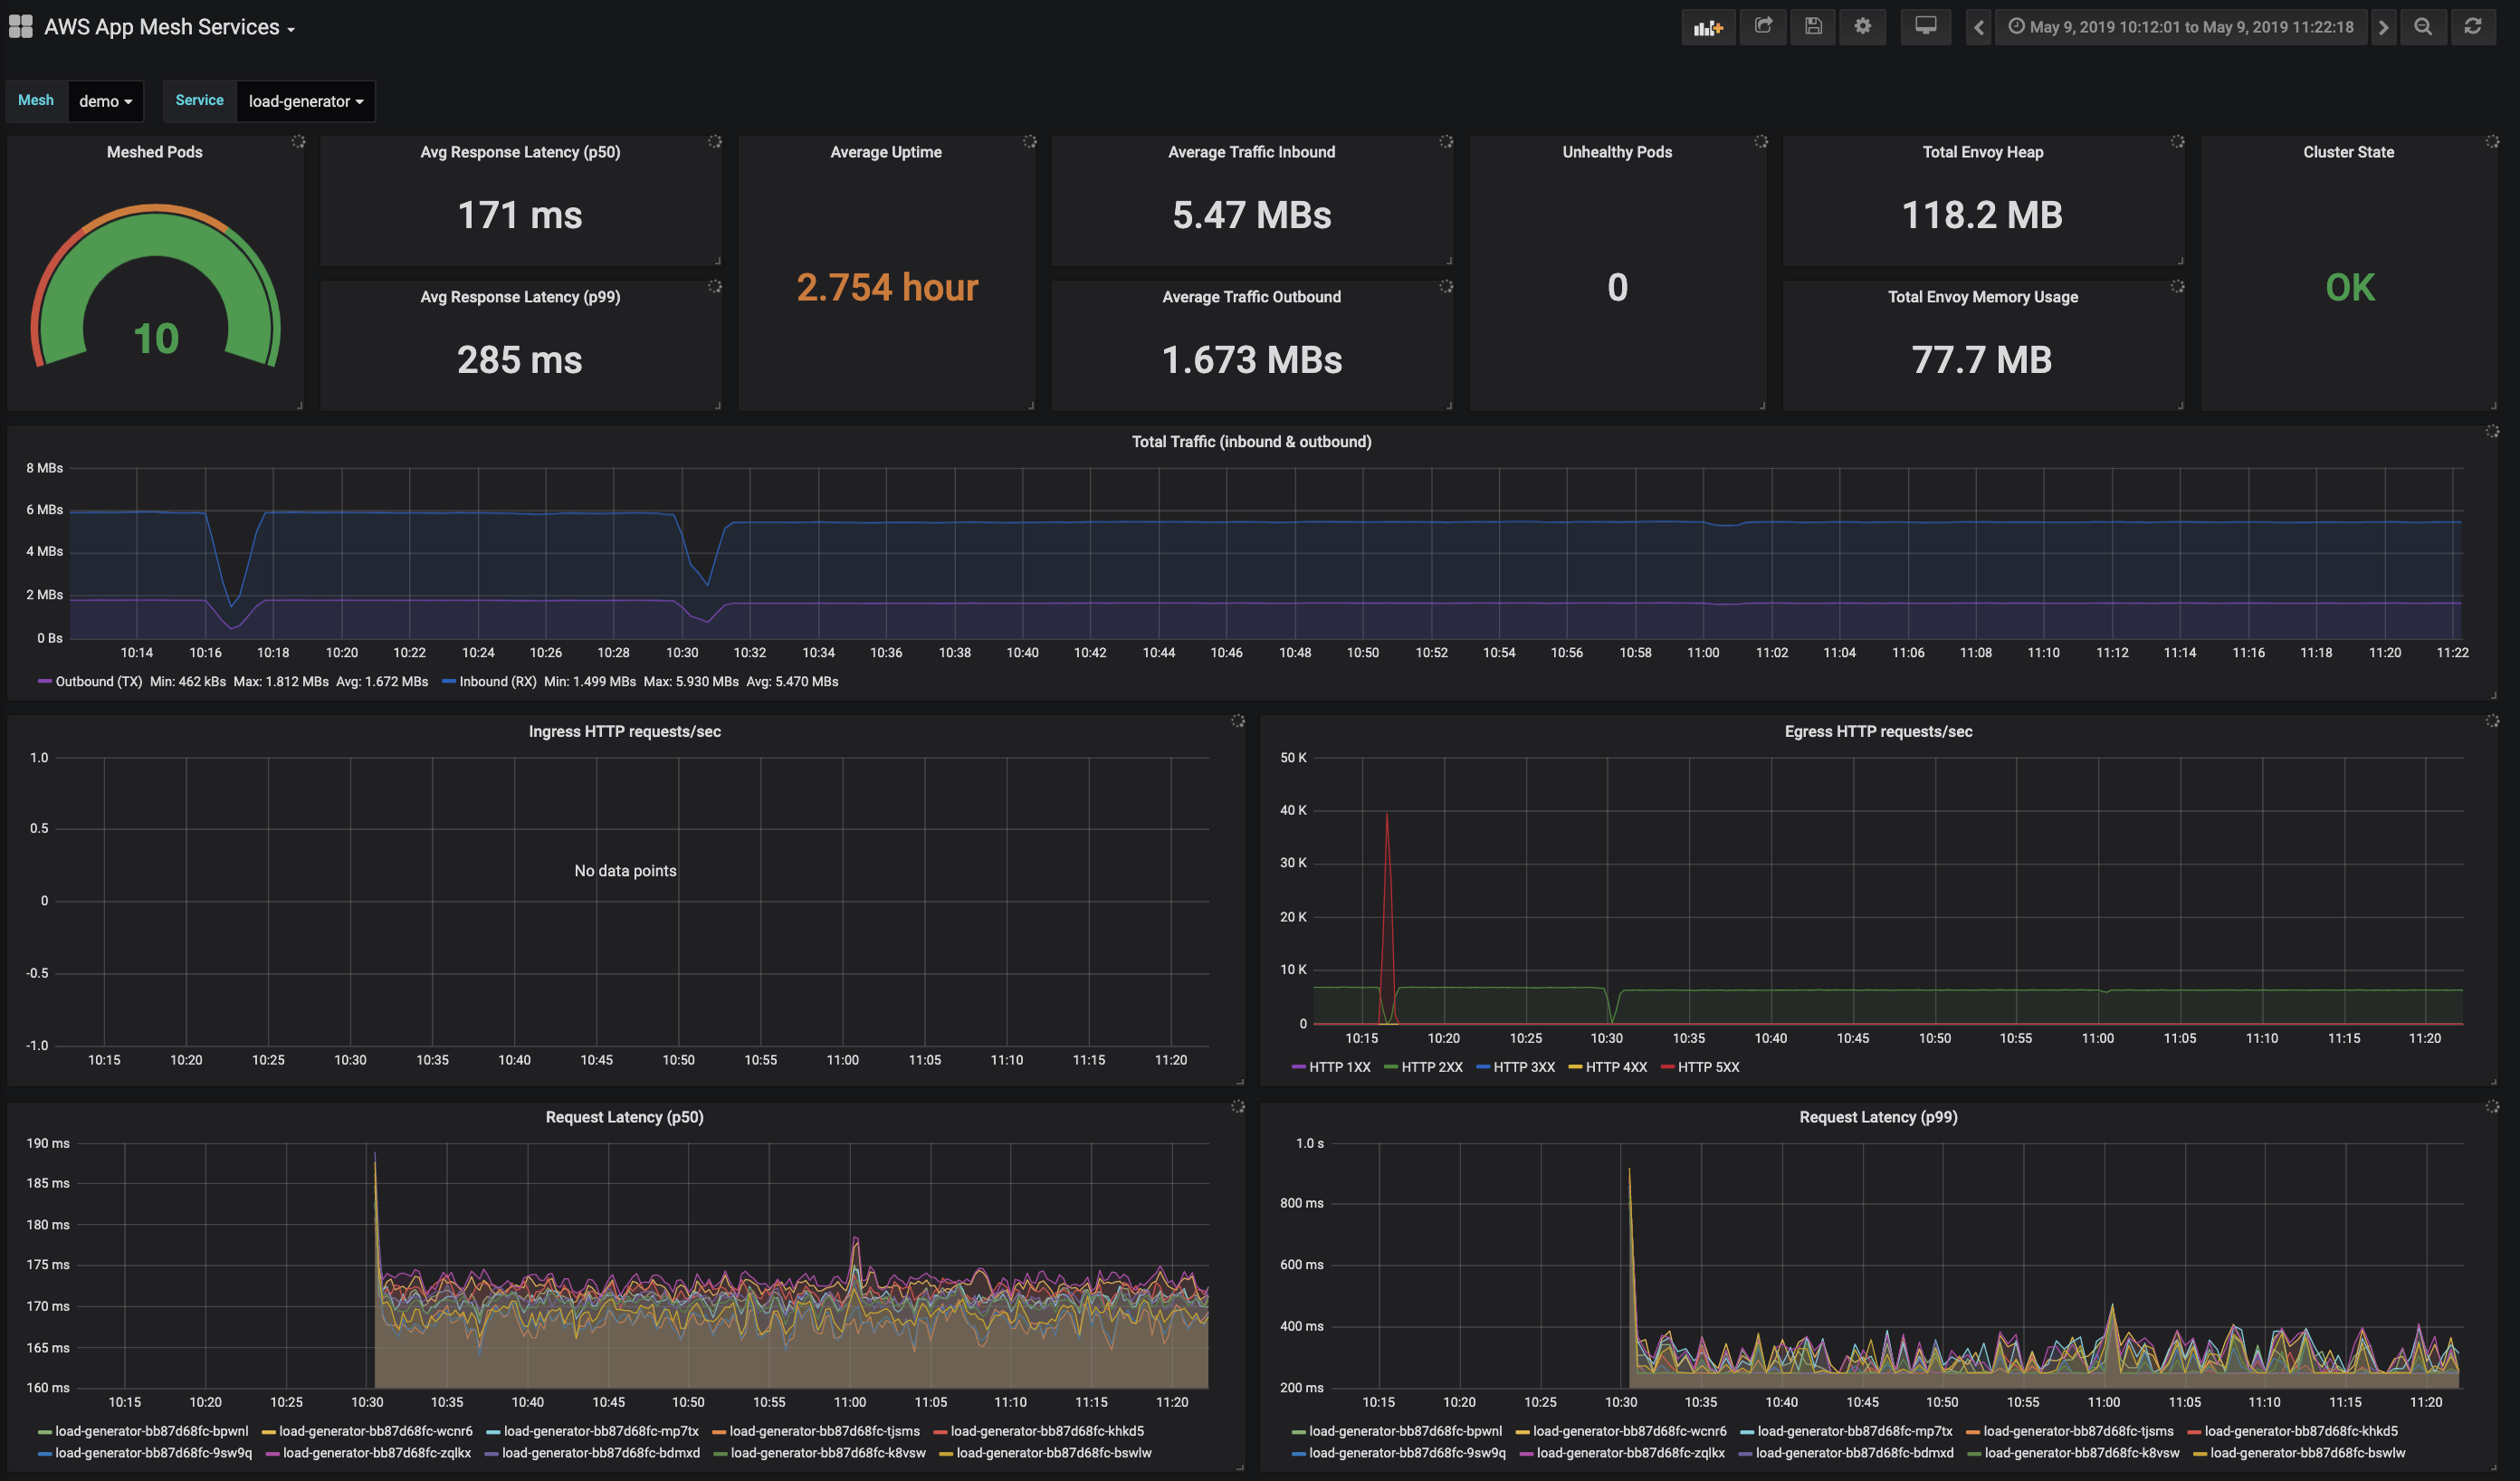 AWS App Mesh Services
May 9, 2019 10:12:01 to May 9, 2019 11:22:18
Mesh demo Service load-generator
Meshed Pods
10
Avg Response Latency (p50)
171 ms
Avg Response Latency (p99)
285 ms
Average Uptime
2.754 hour
Average Traffic Inbound
5.47 MBs
Average Traffic Outbound
1.673 MBs
Unhealthy Pods
0
Total Envoy Heap
118.2 MB
Total Envoy Memory Usage
77.7 MB
Cluster State
OK
Total Traffic (inbound & outbound)
8 MBs
6 MBs
4 MBs
2 MBs
0 Bs
10:14 10:16 10:18 10:20 10:22 10:24 10:26 10:28 10:30 10:32 10:34 10:36 10:38 10:40 10:42 10:44 10:46 10:48 10:50 10:52 10:54 10:56 10:58 11:00 11:02 11:04 11:06 11:08 11:10 11:12 11:14 11:16 11:18 11:20 11:22
Outbound (TX) Min: 462 kBs Max: 1.812 MBs Avg: 1.672 MBs Inbound (RX) Min: 1.499 MBs Max: 5.930 MBs Avg: 5.470 MBs
Ingress HTTP requests/sec
1.0
0.5
0
-0.5
-1.0
No data points
10:15 10:20 10:25 10:30 10:35 10:40 10:45 10:50 10:55 11:00 11:05 11:10 11:15 11:20
Egress HTTP requests/sec
50 K
40 K
30 K
20 K
10 K
0
10:15 10:20 10:25 10:30 10:35 10:40 10:45 10:50 10:55 11:00 11:05 11:10 11:15 11:20
HTTP 1XX HTTP 2XX HTTP 3XX HTTP 4XX HTTP 5XX
Request Latency (p50)
190 ms
185 ms
180 ms
175 ms
170 ms
165 ms
160 ms
10:15 10:20 10:25 10:30 10:35 10:40 10:45 10:50 10:55 11:00 11:05 11:10 11:15 11:20
load-generator-bb87d68fc-bpwnl load-generator-bb87d68fc-wcnr6 load-generator-bb87d68fc-mp7tx load-generator-bb87d68fc-tjsms load-generator-bb87d68fc-khkd5
load-generator-bb87d68fc-9sw9q load-generator-bb87d68fc-zqlkx load-generator-bb87d68fc-bdmxd load-generator-bb87d68fc-k8vsw load-generator-bb87d68fc-bswlw
Request Latency (p99)
1.0 s
800 ms
600 ms
400 ms
200 ms
10:15 10:20 10:25 10:30 10:35 10:40 10:45 10:50 10:55 11:00 11:05 11:10 11:15 11:20
load-generator-bb87d68fc-bpwnl load-generator-bb87d68fc-wcnr6 load-generator-bb87d68fc-mp7tx load-generator-bb87d68fc-tjsms load-generator-bb87d68fc-khkd5
load-generator-bb87d68fc-9sw9q load-generator-bb87d68fc-zqlkx load-generator-bb87d68fc-bdmxd load-generator-bb87d68fc-k8vsw load-generator-bb87d68fc-bswlw